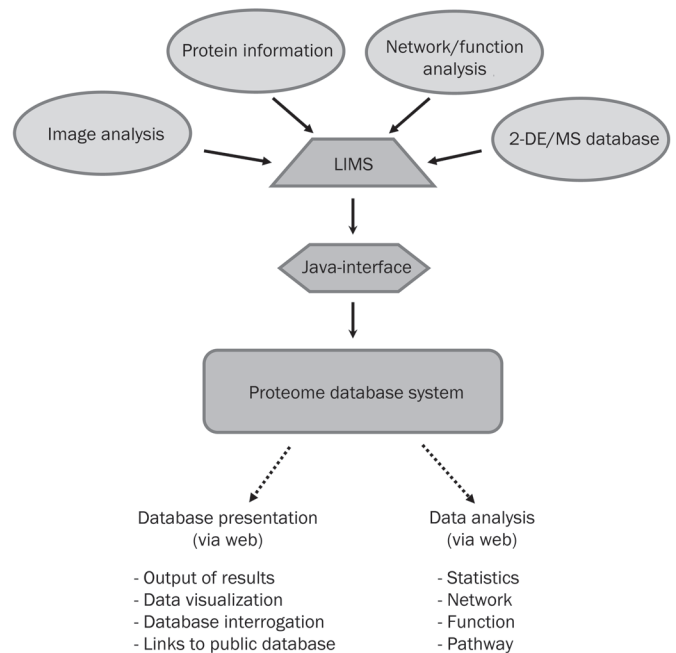 Protein information
Network/function
analysis
Image analysis
2-DE/MS database
LIMS
Java-interface
Proteome database system
Database presentation
(via web)
- Output of results
- Data visualization
- Database interrogation
- Links to public database
Data analysis
(via web)
- Statistics
- Network
- Function
- Pathway